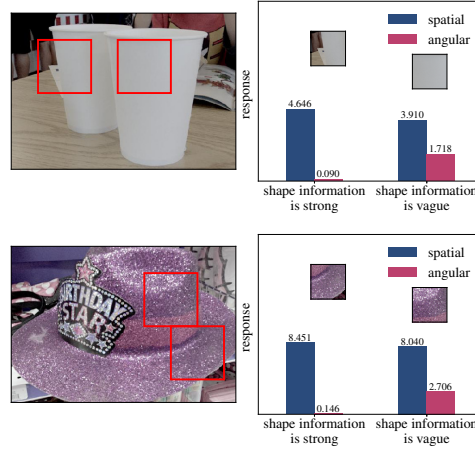 response
spatial
angular
4.646
0.090
3.910
1.718
shape information
is strong
shape information
is vague
BIRTHDAY
STAR
response
spatial
angular
8.451
0.146
8.040
2.706
shape information
is strong
shape information
is vague